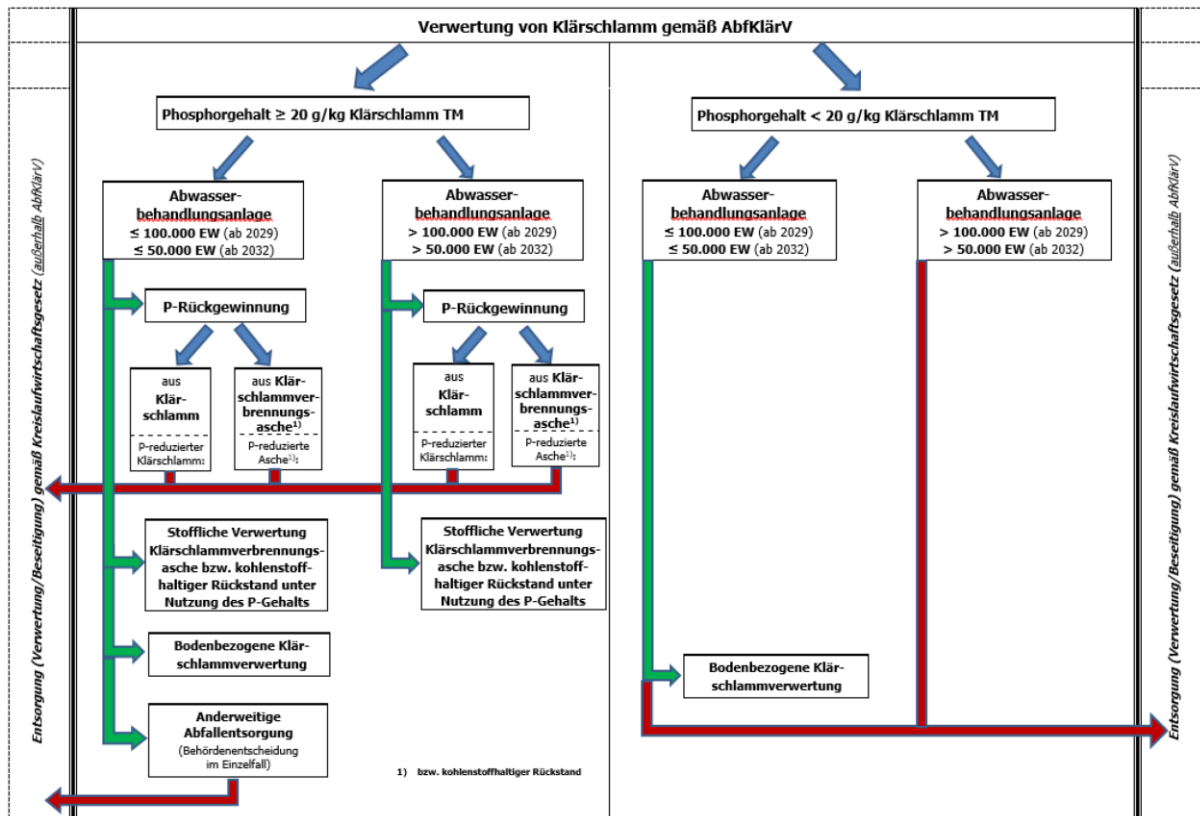 Verwertung von Klärschlamm gemäß AbfKlärV
Entsorgung (Verwertung/Beseitigung) gemäß Kreislaufwirtschaftsgesetz (außerhalb AbfKlärV)
Phosphorgehalt ≥ 20 g/kg Klärschlamm TM
Abwasser-
behandlungsanlage
≤ 100.000 EW (ab 2029)
≤ 50.000 EW (ab 2032)
Abwasser-
behandlungsanlage
> 100.000 EW (ab 2029)
> 50.000 EW (ab 2032)
P-Rückgewinnung
P-Rückgewinnung
aus
Klär-
schlamm
P-reduzierter
Klärschlamm:
aus Klär-
schlammver-
brennungs-
asche1)
P-reduzierte
Asche1):
aus
Klär-
schlamm
P-reduzierter
Klärschlamm:
aus Klär-
schlammver-
brennungs-
asche1)
P-reduzierte
Asche1):
Stoffliche Verwertung
Klärschlammverbrennungs-
asche bzw. kohlenstoff-
haltiger Rückstand unter
Nutzung des P-Gehalts
Stoffliche Verwertung
Klärschlammverbrennungs-
asche bzw. kohlenstoff-
haltiger Rückstand unter
Nutzung des P-Gehalts
Bodenbezogene Klär-
schlammverwertung
Anderweitige
Abfallentsorgung
(Behördenentscheidung
im Einzelfall)
1) bzw. kohlenstoffhaltiger Rückstand
Phosphorgehalt < 20 g/kg Klärschlamm TM
Abwasser-
behandlungsanlage
≤ 100.000 EW (ab 2029)
≤ 50.000 EW (ab 2032)
Abwasser-
behandlungsanlage
> 100.000 EW (ab 2029)
> 50.000 EW (ab 2032)
Bodenbezogene Klär-
schlammverwertung
Entsorgung (Verwertung/Beseitigung) gemäß Kreislaufwirtschaftsgesetz (außerhalb AbfKlärV)